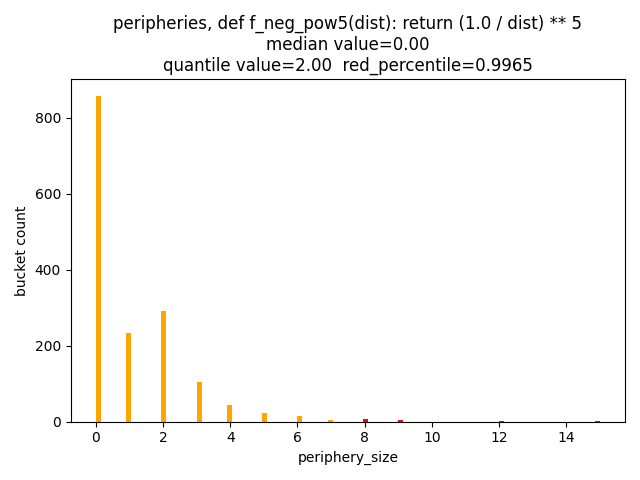 peripheries, def f_neg_pow5(dist): return (1.0 / dist) ** 5
median value=0.00
quantile value=2.00  red_percentile=0.9965
bucket count
800
600
400
200
0
0 2 4 6 8 10 12 14
periphery_size